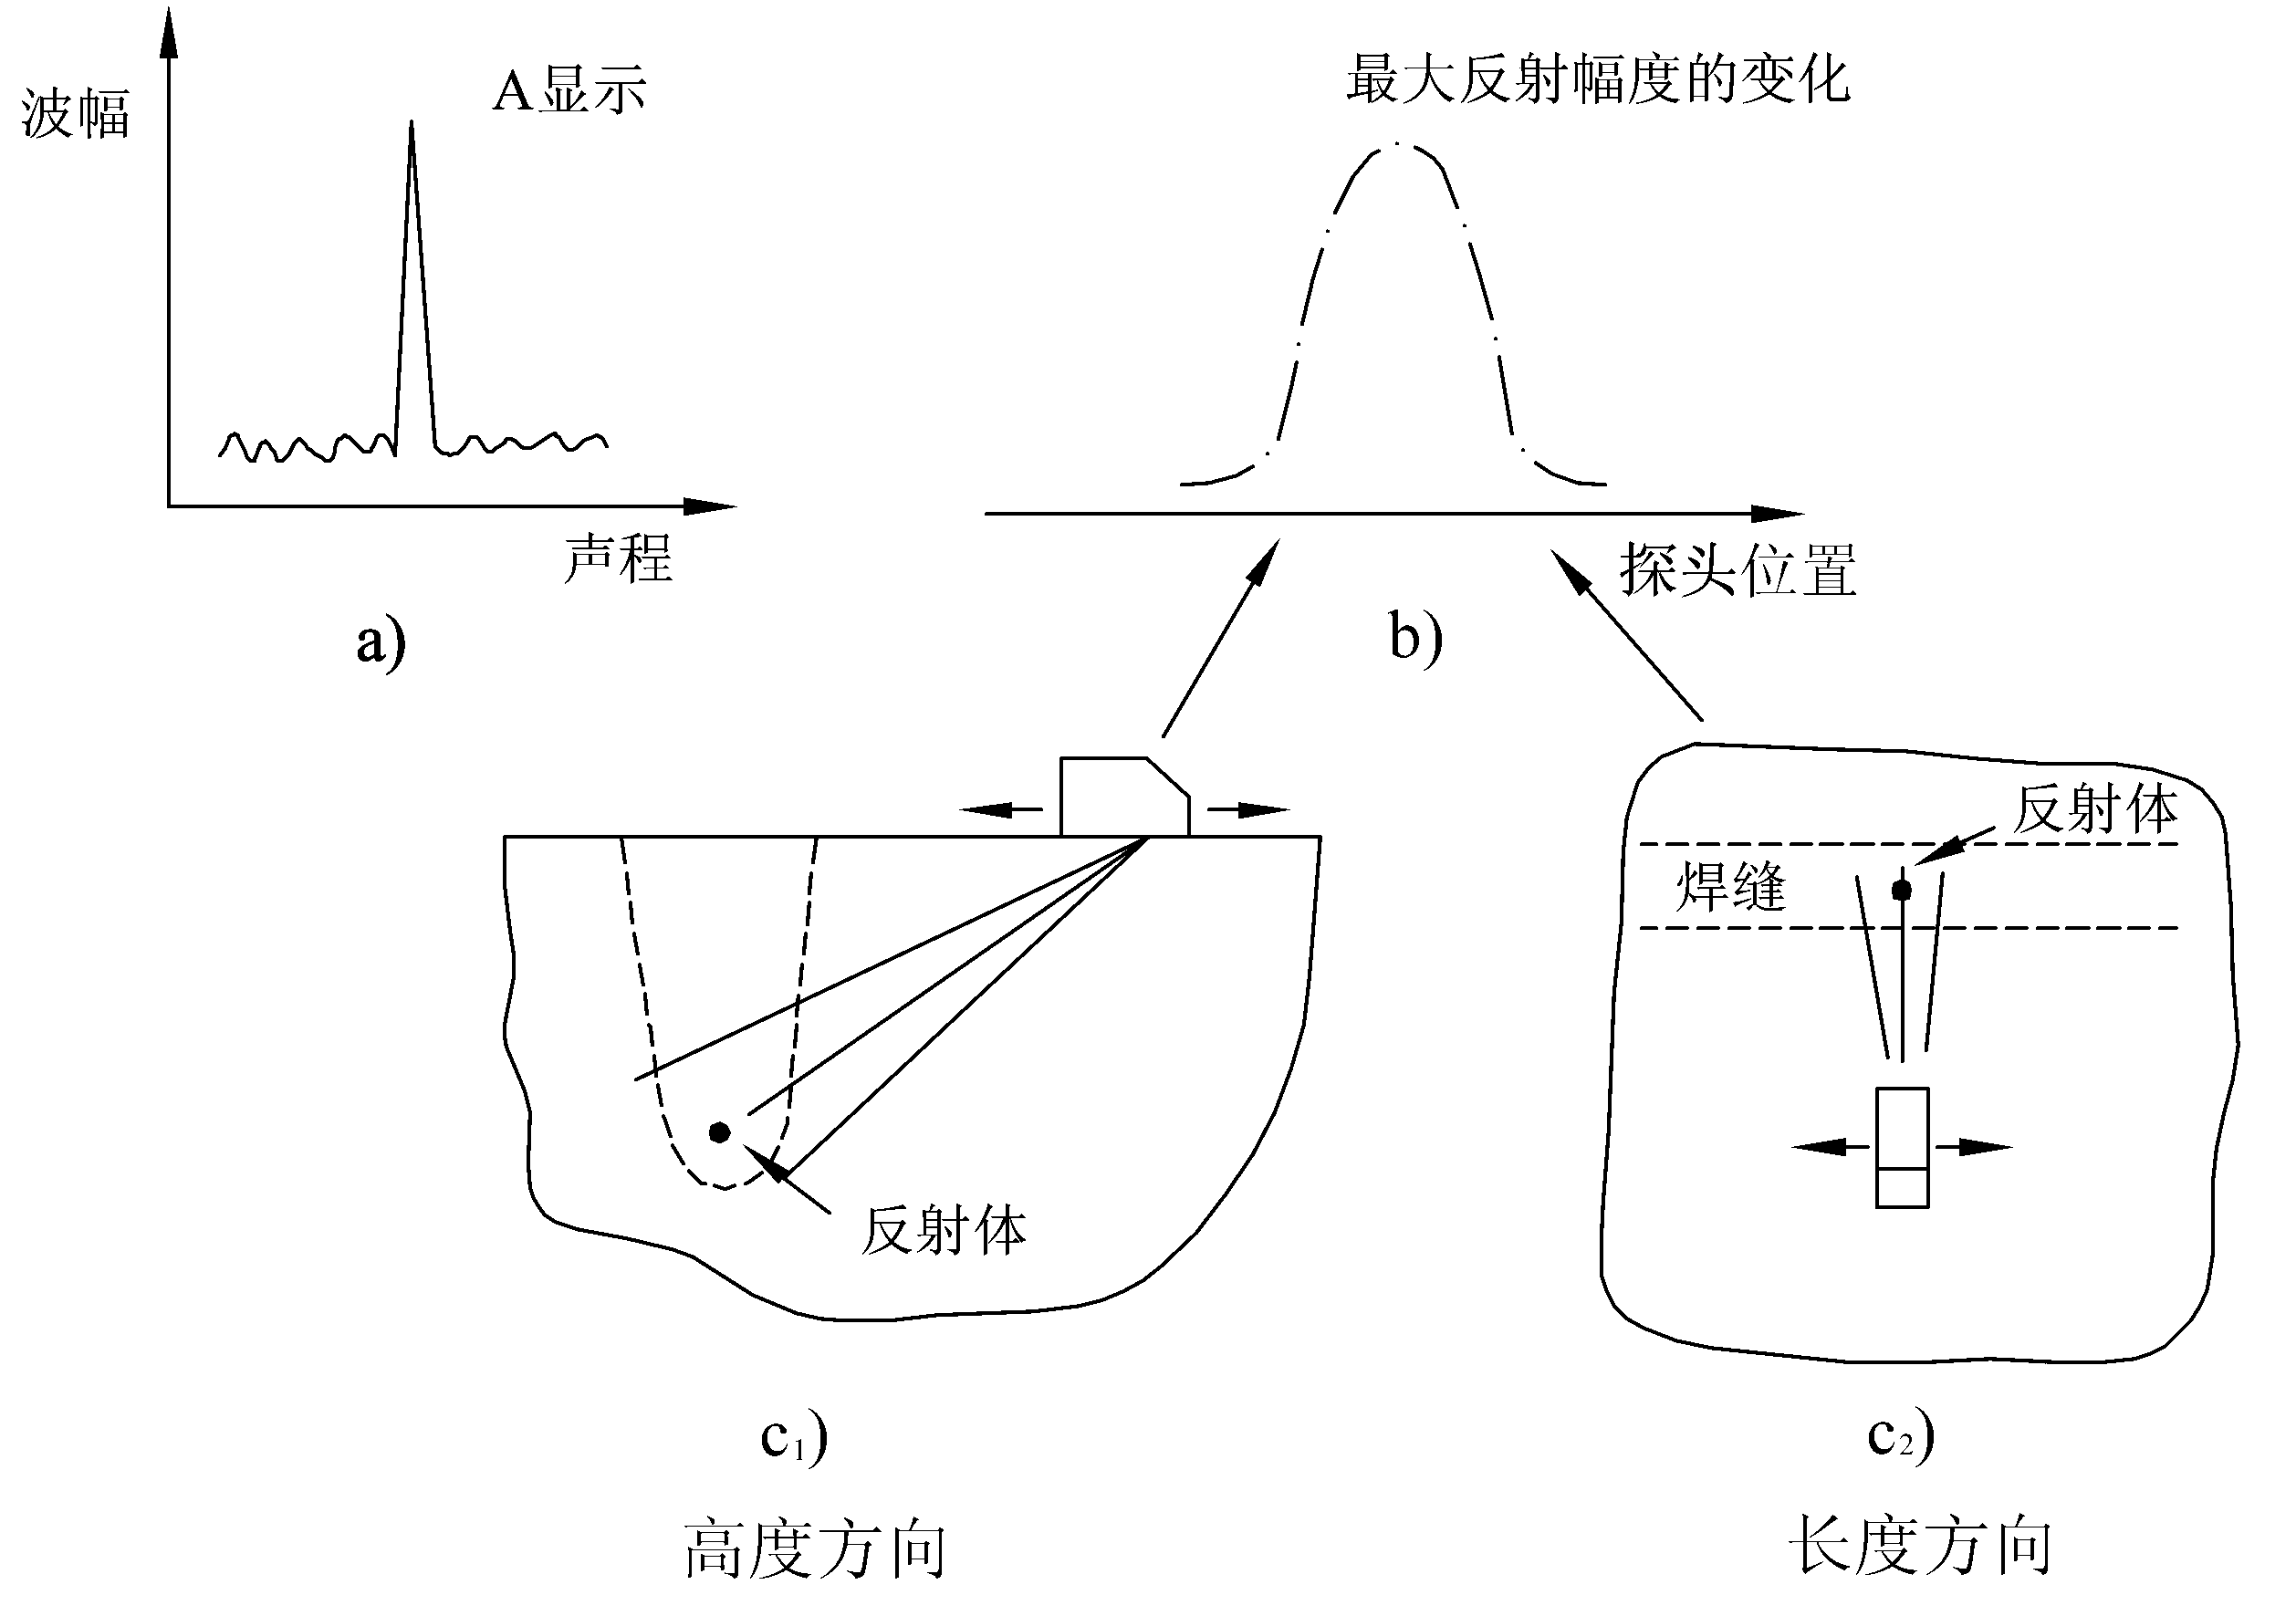 波幅
A显示
声程
a)
最大反射幅度的变化
探头位置
b)
反射体
c₁)
高度方向
反射体
焊缝
c₂)
长度方向